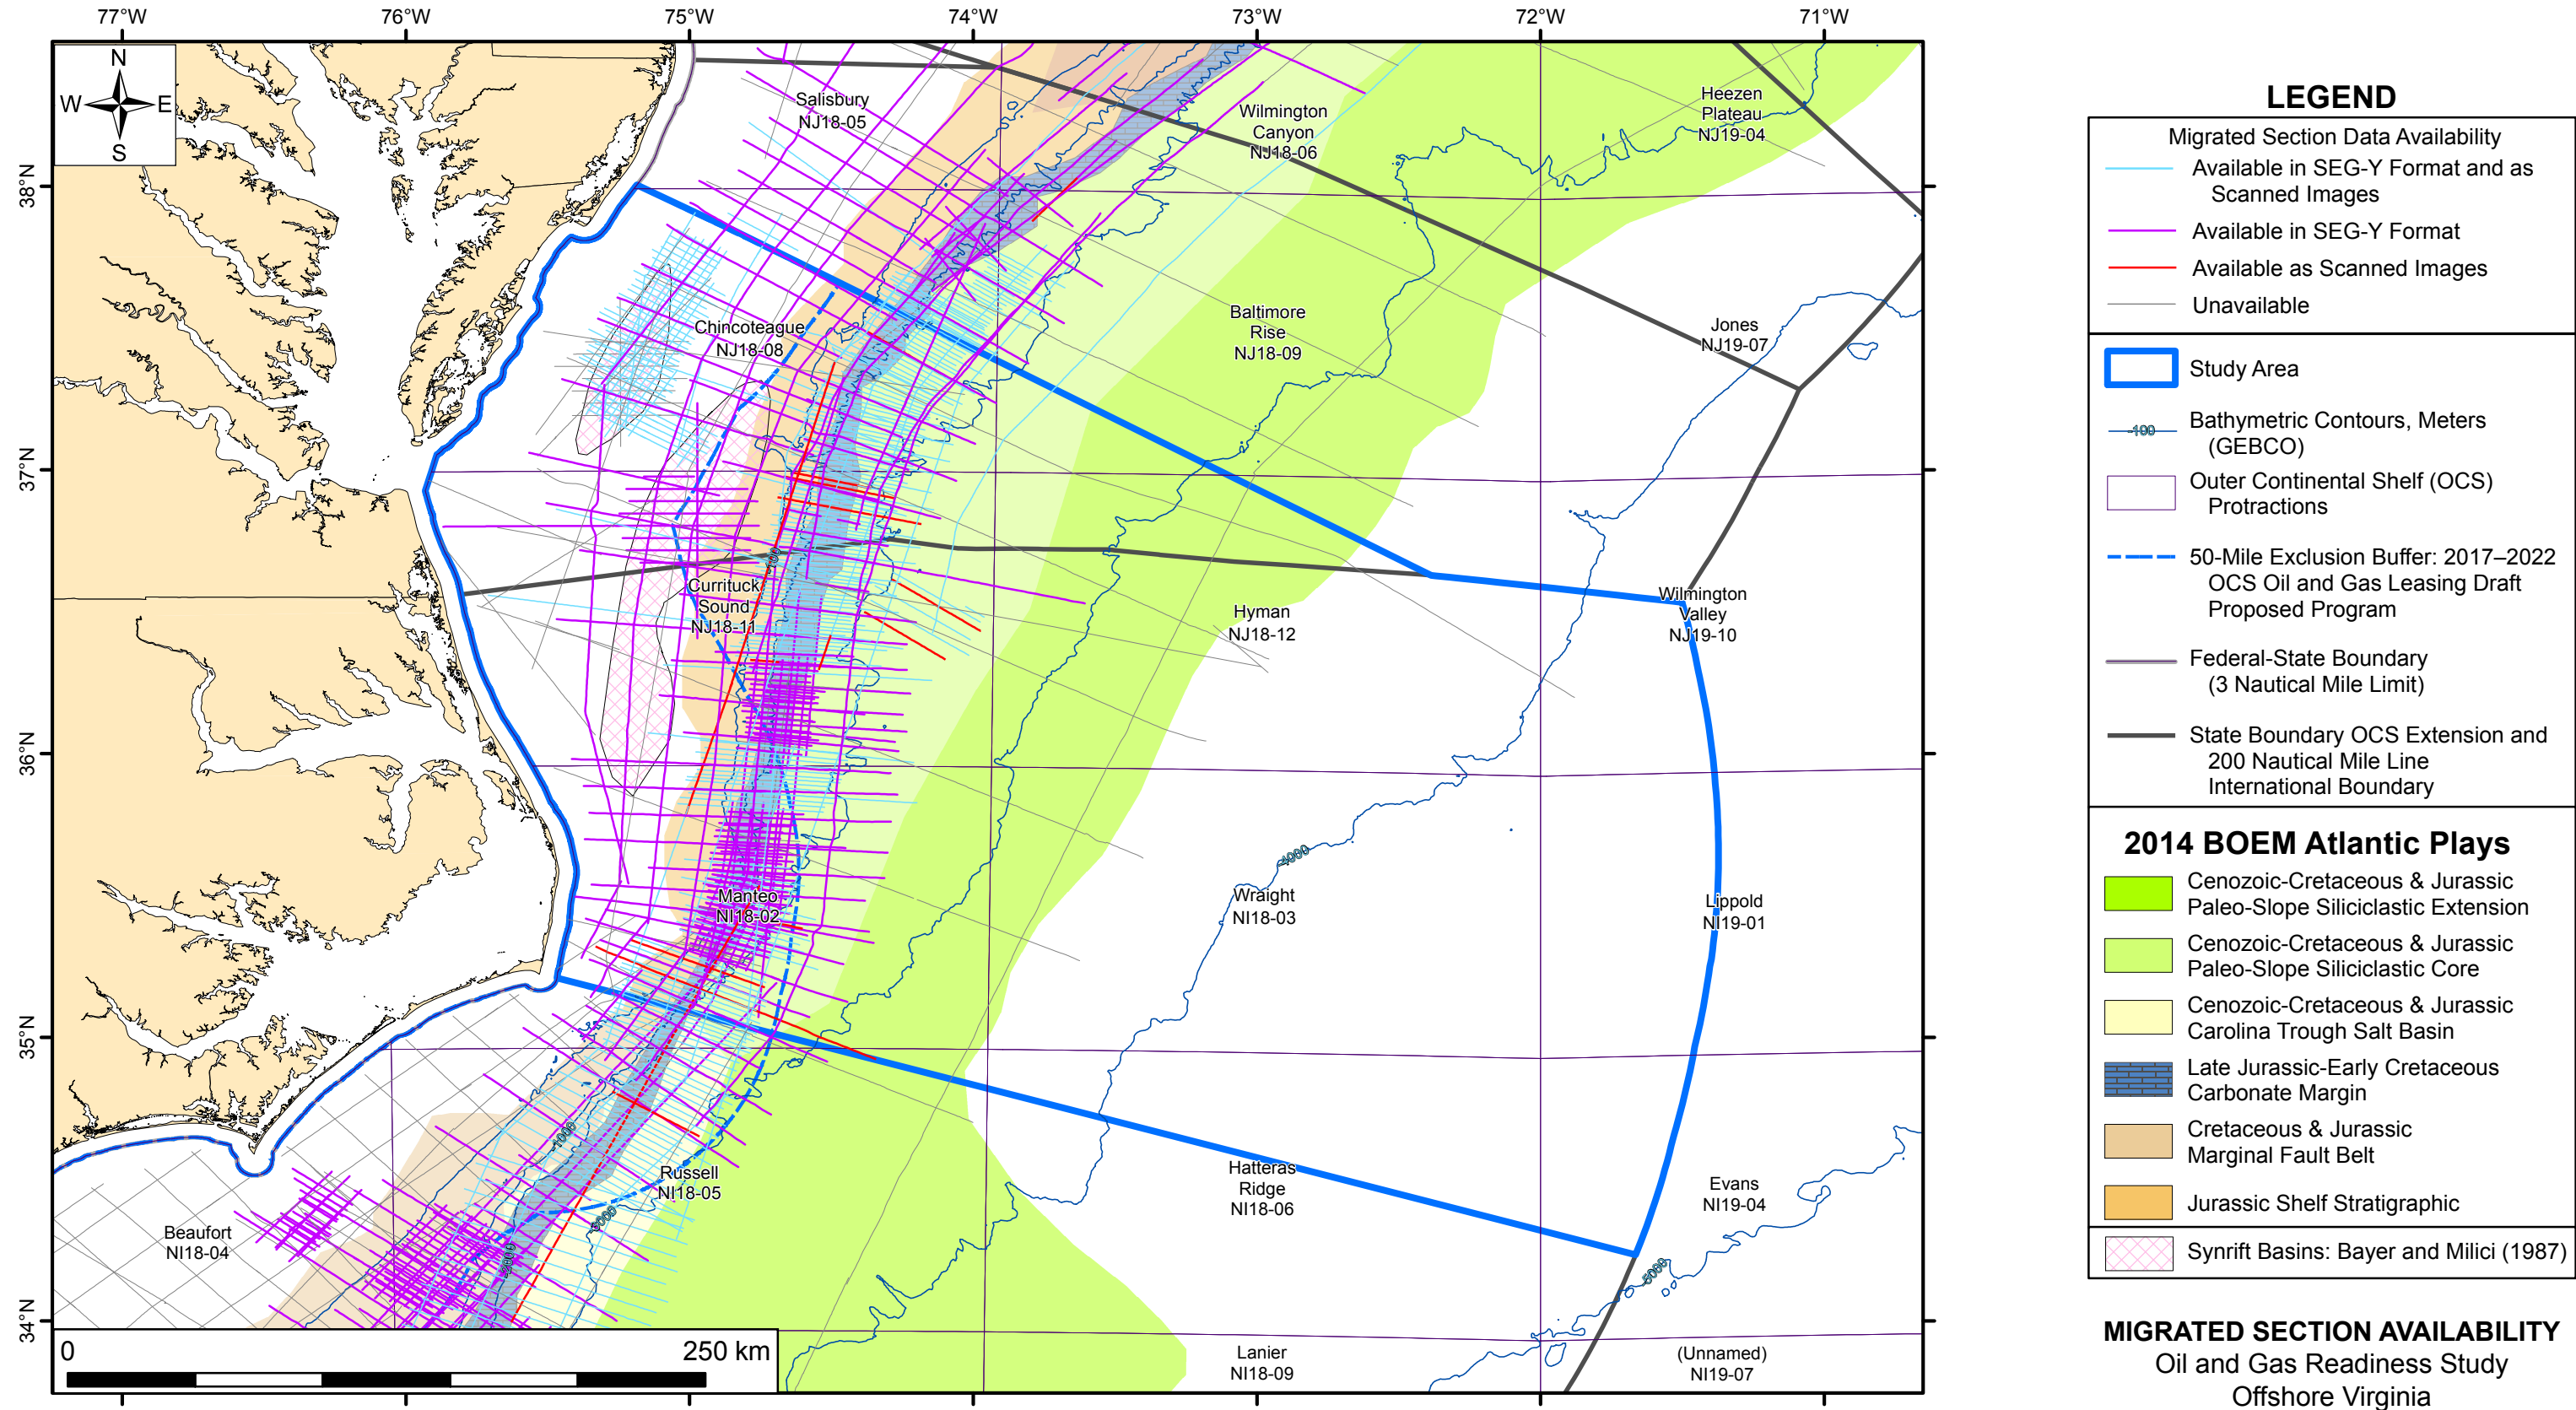 77°W
76°W
75°W
74°W
73°W
72°W
71°W
38°N
37°N
36°N
35°N
34°N
N
W
E
S
Salisbury
NJ18-05
Wilmington
Canyon
NJ18-06
Heezen
Plateau
NJ19-04
Chincoteague
NJ18-08
Baltimore
Rise
NJ18-09
Jones
NJ19-07
Currituck
Sound
NJ18-11
Hyman
NJ18-12
Wilmington
Valley
NJ19-10
Manteo
NI18-02
Wraight
NI18-03
Lippold
NI19-01
Beaufort
NI18-04
Russell
NI18-05
Hatteras
Ridge
NI18-06
Evans
NI19-04
Lanier
NI18-09
(Unnamed)
NI19-07
-100
-4000
-1000
-3000
-2000
-5000
0
250 km
LEGEND
Migrated Section Data Availability
Available in SEG-Y Format and as
Scanned Images
Available in SEG-Y Format
Available as Scanned Images
Unavailable
Study Area
-100
Bathymetric Contours, Meters
(GEBCO)
Outer Continental Shelf (OCS)
Protractions
50-Mile Exclusion Buffer: 2017–2022
OCS Oil and Gas Leasing Draft
Proposed Program
Federal-State Boundary
(3 Nautical Mile Limit)
State Boundary OCS Extension and
200 Nautical Mile Line
International Boundary
2014 BOEM Atlantic Plays
Cenozoic-Cretaceous & Jurassic
Paleo-Slope Siliciclastic Extension
Cenozoic-Cretaceous & Jurassic
Paleo-Slope Siliciclastic Core
Cenozoic-Cretaceous & Jurassic
Carolina Trough Salt Basin
Late Jurassic-Early Cretaceous
Carbonate Margin
Cretaceous & Jurassic
Marginal Fault Belt
Jurassic Shelf Stratigraphic
Synrift Basins: Bayer and Milici (1987)
MIGRATED SECTION AVAILABILITY
Oil and Gas Readiness Study
Offshore Virginia